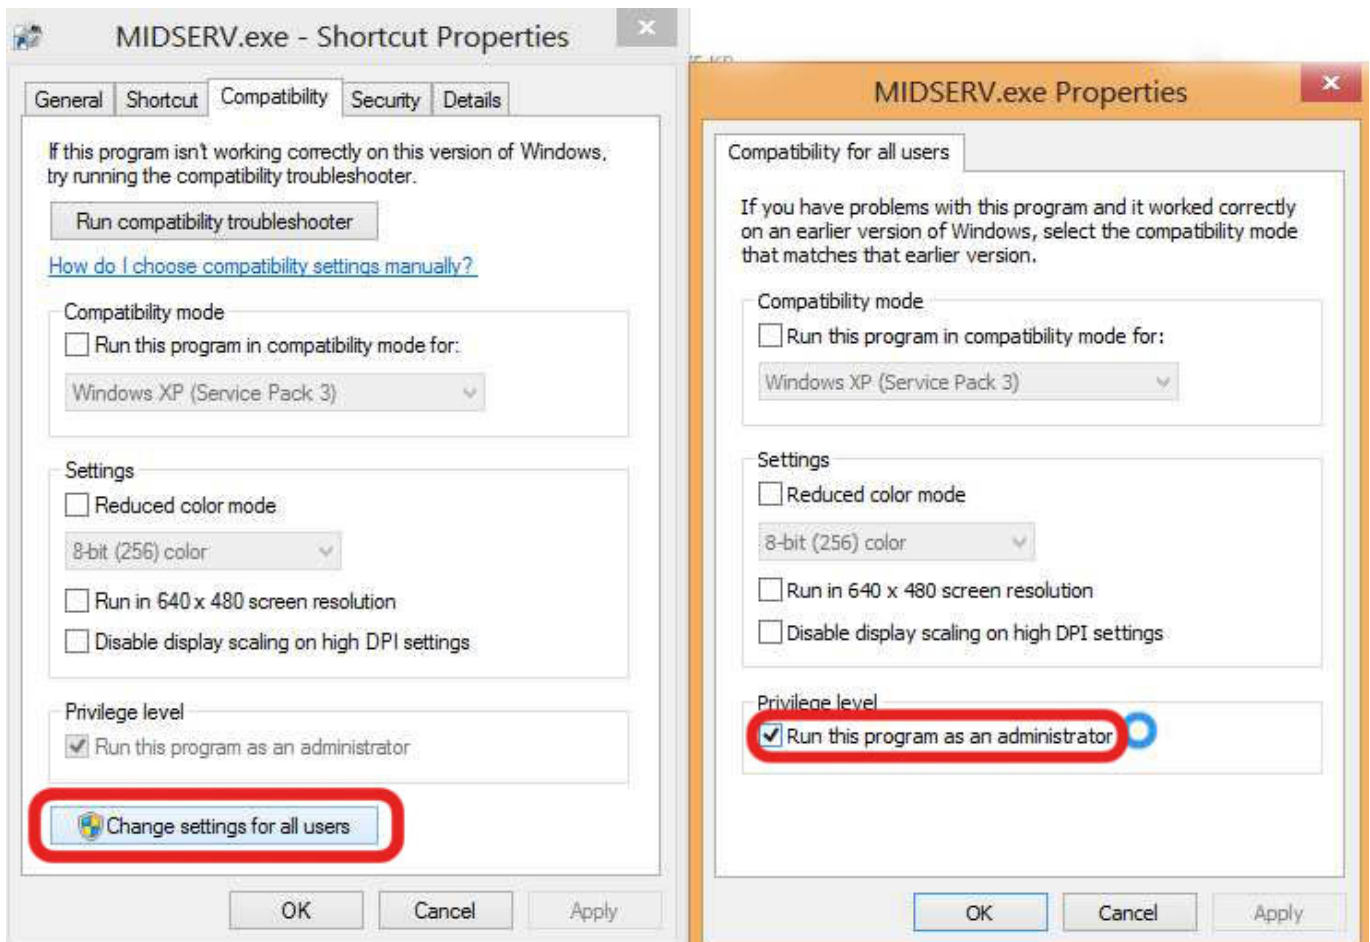 MIDSERV.exe - Shortcut Properties
General Shortcut Compatibility Security Details
If this program isn't working correctly on this version of Windows,
try running the compatibility troubleshooter.
Run compatibility troubleshooter
How do I choose compatibility settings manually?
Compatibility mode
Run this program in compatibility mode for:
Windows XP (Service Pack 3)
Settings
Reduced color mode
8-bit (256) color
Run in 640 x 480 screen resolution
Disable display scaling on high DPI settings
Privilege level
Run this program as an administrator
Change settings for all users
OK Cancel Apply
MIDSERV.exe Properties
Compatibility for all users
If you have problems with this program and it worked correctly
on an earlier version of Windows, select the compatibility mode
that matches that earlier version.
Compatibility mode
Run this program in compatibility mode for:
Windows XP (Service Pack 3)
Settings
Reduced color mode
8-bit (256) color
Run in 640 x 480 screen resolution
Disable display scaling on high DPI settings
Privilege level
Run this program as an administrator
OK Cancel Apply